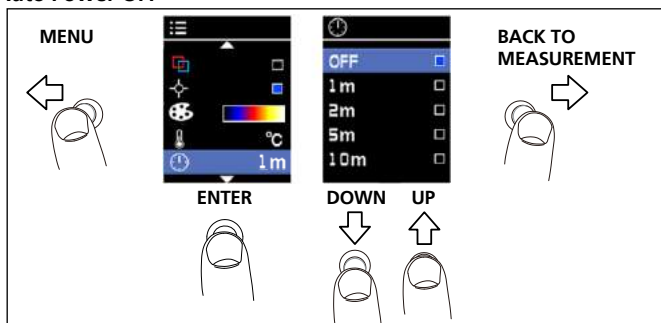 MENU
°C
1m
OFF
1m
2m
5m
10m
BACK TO
MEASUREMENT
ENTER
DOWN UP